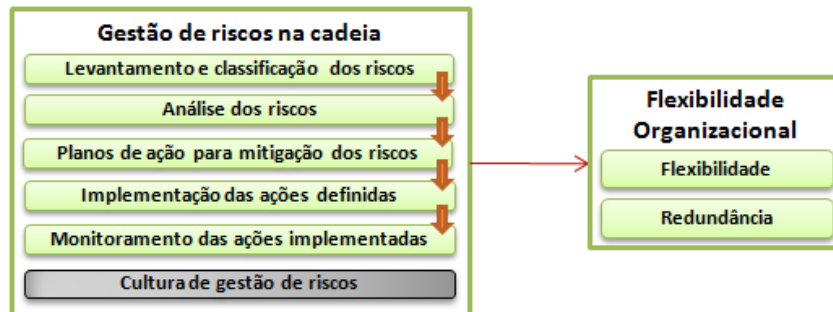 Gestão de riscos na cadeia
Levantamento e classificação dos riscos
Análise dos riscos
Planos de ação para mitigação dos riscos
Implementação das ações definidas
Monitoramento das ações implementadas
Cultura de gestão de riscos
Flexibilidade
Organizacional
Flexibilidade
Redundância